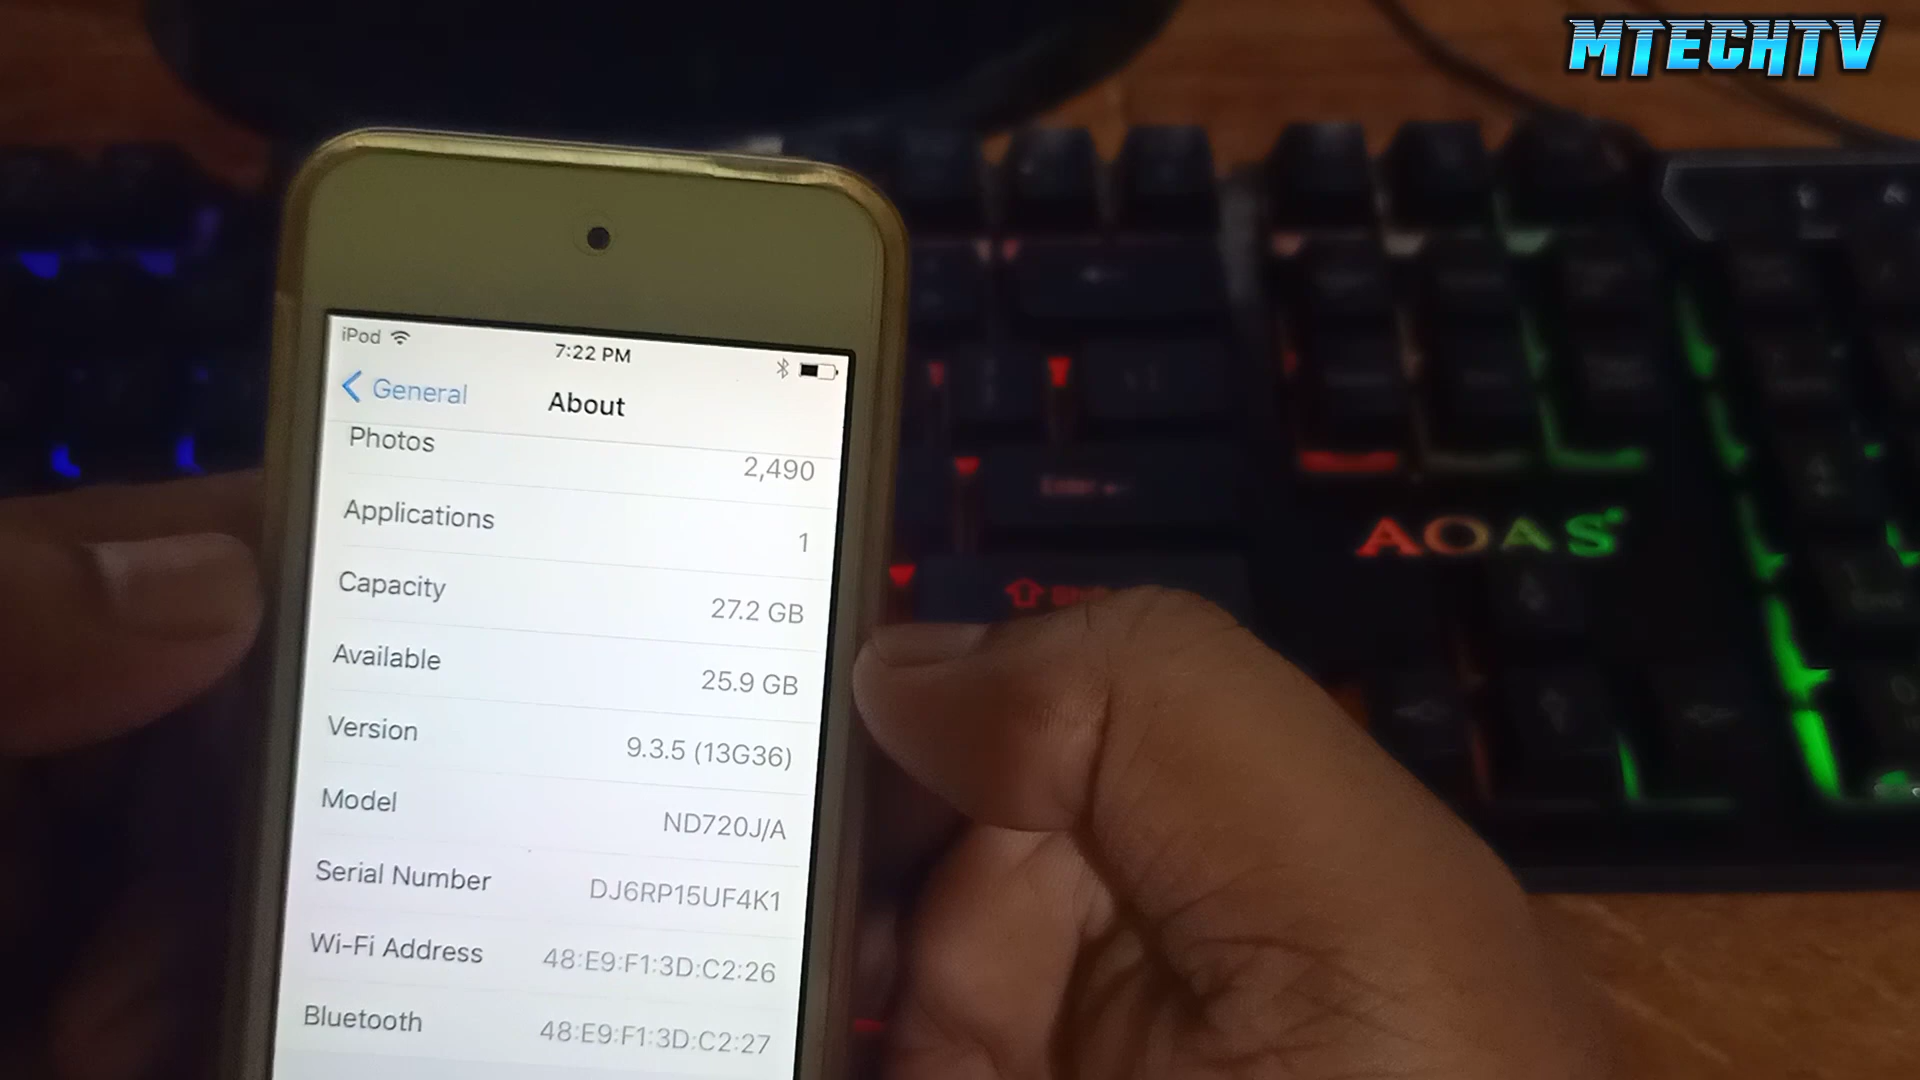 MTECHTV
iPod
7:22 PM
General
About
Photos
2,490
Applications
1
Capacity
27.2 GB
Available
25.9 GB
Version
9.3.5 (13G36)
Model
ND720J/A
Serial Number
DJ6RP15UF4K1
Wi-Fi Address
48:E9:F1:3D:C2:26
Bluetooth
48:E9:F1:3D:C2:27
Enter
AOAS